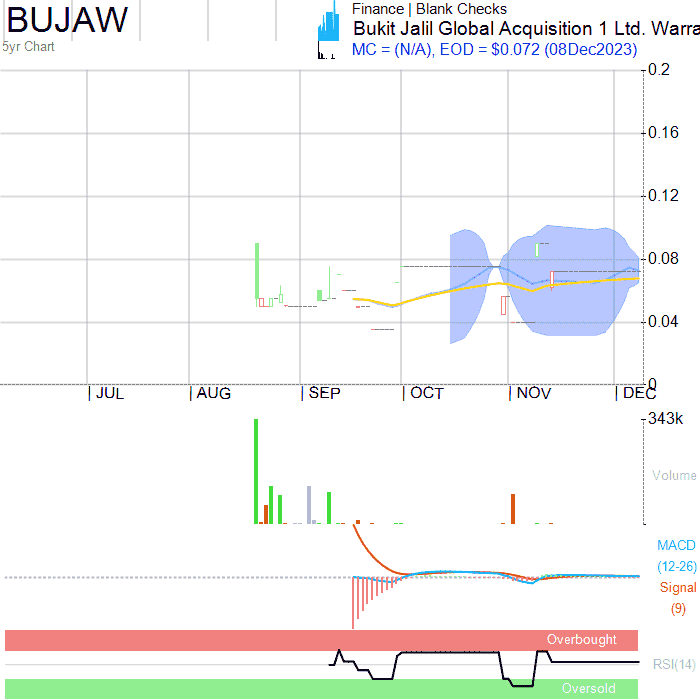 BUJAW
5yr Chart
Finance | Blank Checks
Bukit Jalil Global Acquisition 1 Ltd. Warra
MC = (N/A), EOD = $0.072 (08Dec2023)
0.2
0.16
0.12
0.08
0.04
0
JUL AUG SEP OCT NOV DEC
343k
Volume
MACD
(12-26)
Signal
(9)
Overbought
RSI(14)
Oversold